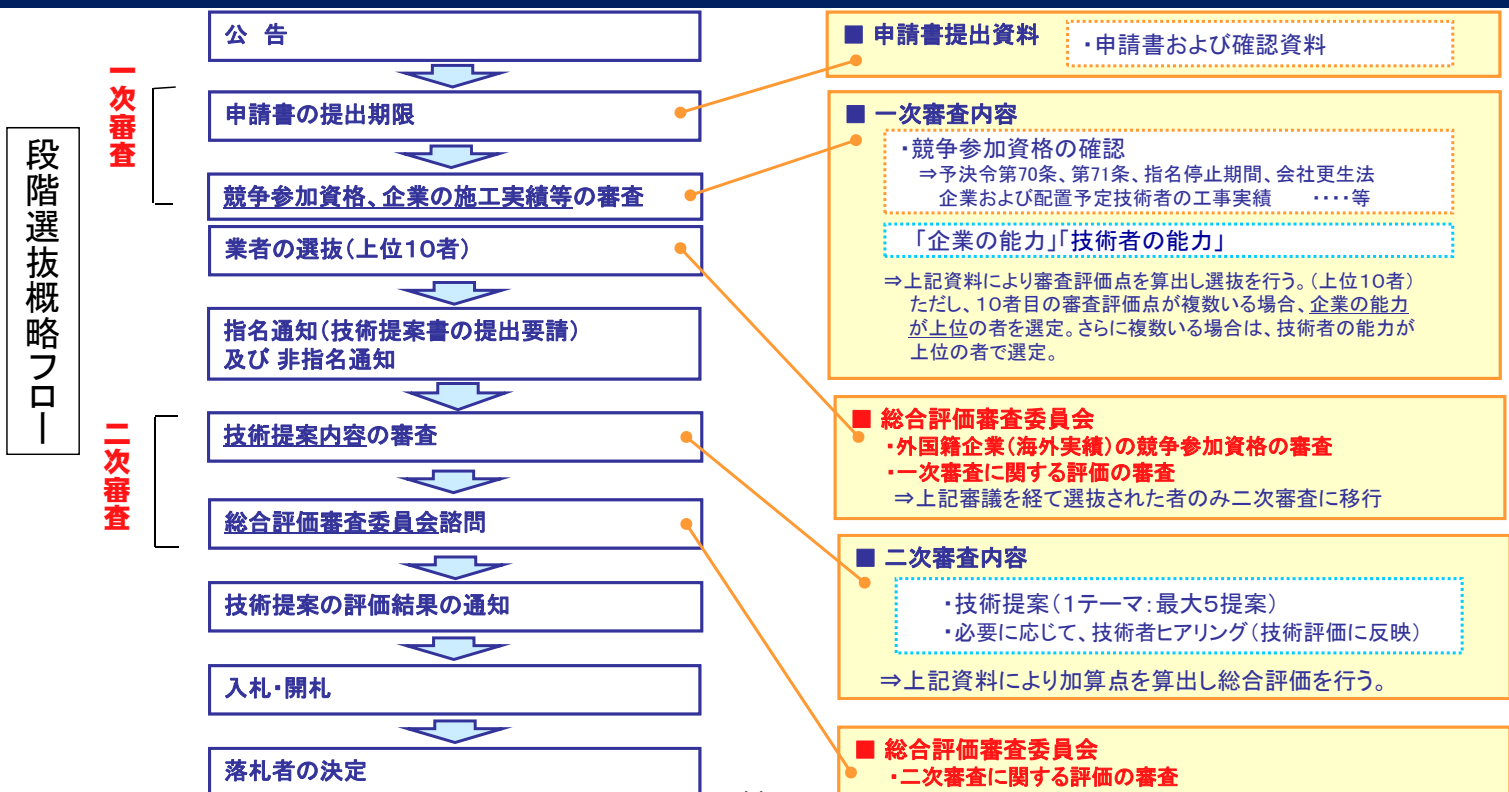 段階選抜概略フロー
一次審査
二次審査
公 告
申請書の提出期限
競争参加資格、企業の施工実績等の審査
業者の選抜(上位10者)
指名通知(技術提案書の提出要請)
及び 非指名通知
技術提案内容の審査
総合評価審査委員会諮問
技術提案の評価結果の通知
入札・開札
落札者の決定
■ 申請書提出資料
・申請書および確認資料
■ 一次審査内容
・競争参加資格の確認
⇒予決令第70条、第71条、指名停止期間、会社更生法
企業および配置予定技術者の工事実績 ・・・・等
「企業の能力」「技術者の能力」
⇒上記資料により審査評価点を算出し選抜を行う。(上位10者)
ただし、10者目の審査評価点が複数いる場合、企業の能力
が上位の者を選定。さらに複数いる場合は、技術者の能力が
上位の者で選定。
■ 総合評価審査委員会
・外国籍企業(海外実績)の競争参加資格の審査
・一次審査に関する評価の審査
⇒上記審議を経て選抜された者のみ二次審査に移行
■ 二次審査内容
・技術提案(1テーマ:最大5提案)
・必要に応じて、技術者ヒアリング(技術評価に反映)
⇒上記資料により加算点を算出し総合評価を行う。
■ 総合評価審査委員会
・二次審査に関する評価の審査